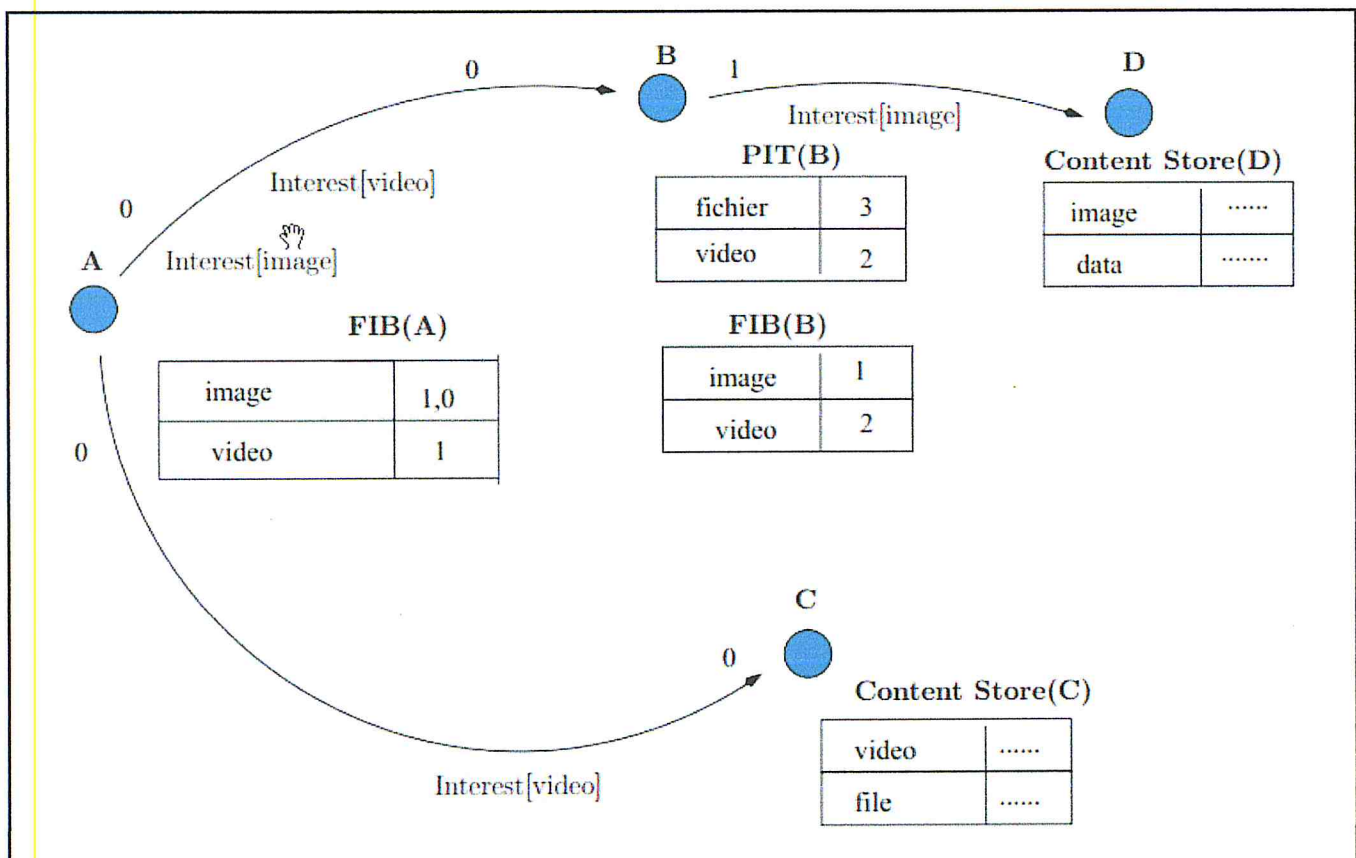 B
D
0
1
Interest[image]
PIT(B)
Content Store(D)
Interest[video]
fichier 3
image ......
0
video 2
data .......
A
Interest[image]
FIB(A)
FIB(B)
image 1,0
image 1
video 1
video 2
0
C
0
Content Store(C)
video ......
Interest[video]
file ......